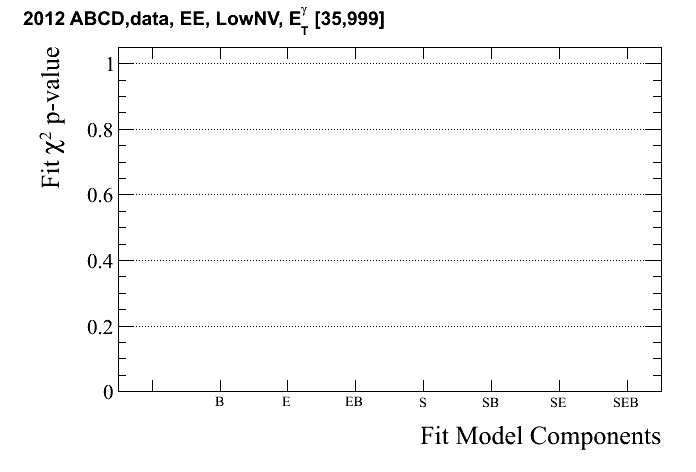 2012 ABCD,data, EE, LowNV, E_T^γ [35,999]
Fit χ² p-value
1
0.8
0.6
0.4
0.2
0
B E EB S SB SE SEB
Fit Model Components